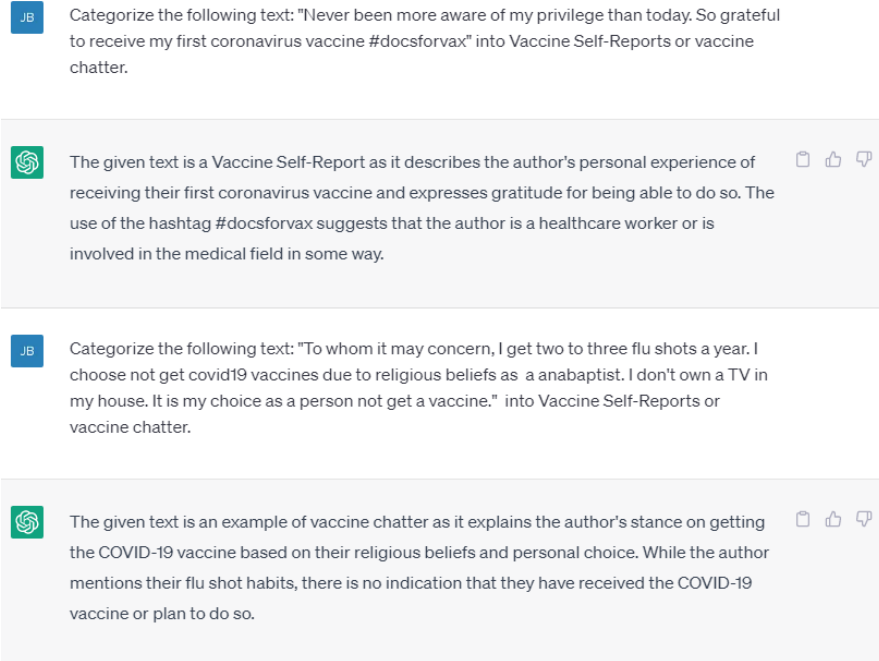 JB
Categorize the following text: "Never been more aware of my privilege than today. So grateful
to receive my first coronavirus vaccine #docsforvax" into Vaccine Self-Reports or vaccine
chatter.
The given text is a Vaccine Self-Report as it describes the author's personal experience of
receiving their first coronavirus vaccine and expresses gratitude for being able to do so. The
use of the hashtag #docsforvax suggests that the author is a healthcare worker or is
involved in the medical field in some way.
JB
Categorize the following text: "To whom it may concern, I get two to three flu shots a year. I
choose not get covid19 vaccines due to religious beliefs as a anabaptist. I don't own a TV in
my house. It is my choice as a person not get a vaccine." into Vaccine Self-Reports or
vaccine chatter.
The given text is an example of vaccine chatter as it explains the author's stance on getting
the COVID-19 vaccine based on their religious beliefs and personal choice. While the author
mentions their flu shot habits, there is no indication that they have received the COVID-19
vaccine or plan to do so.